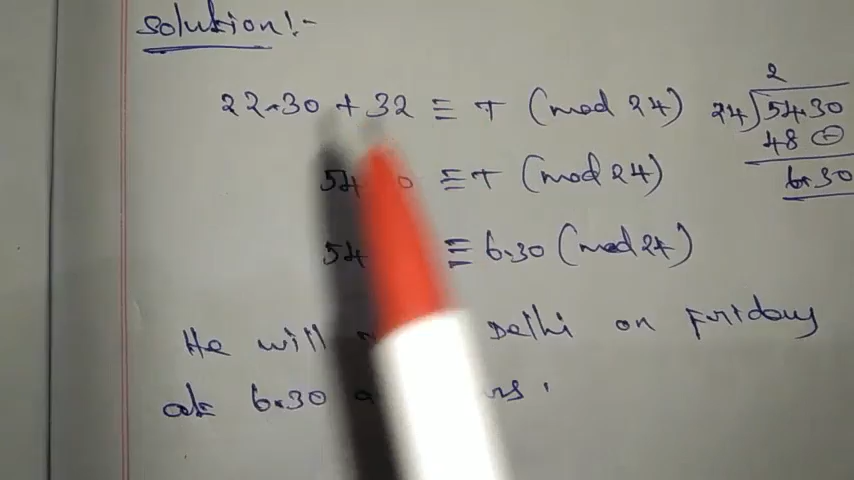 Solution:-
22.30 + 32 ≡ T (mod 24)
2
24)54.30
48 ⊖
6.30
≡ T (mod 24)
54 ≡ 6.30 (mod 24)
He will Delhi on Friday
at 6.30